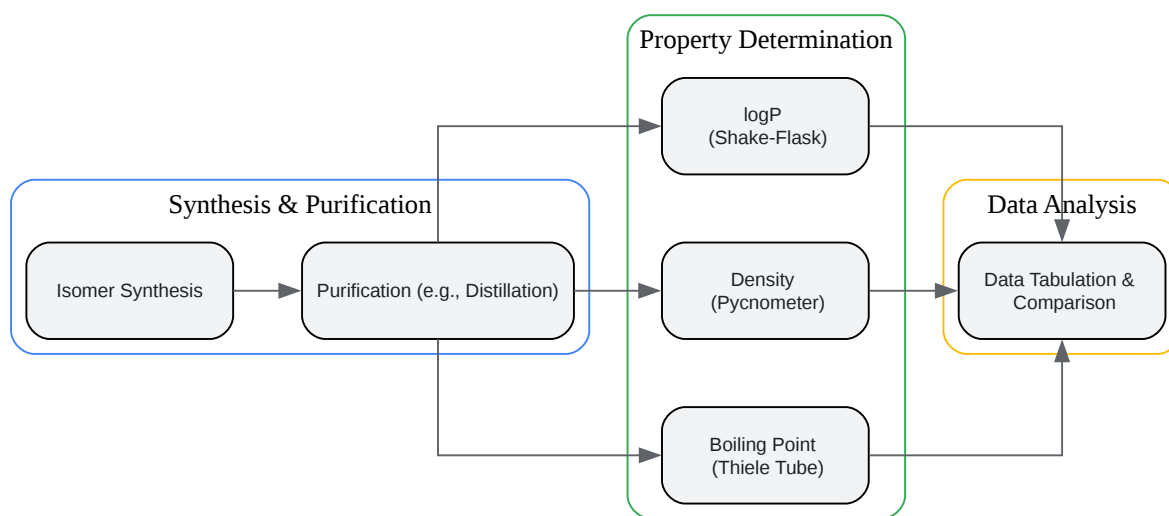 Property Determination
logP
(Shake-Flask)
Synthesis & Purification
Data Analysis
Isomer Synthesis
Purification (e.g., Distillation)
Density
(Pycnometer)
Data Tabulation &
Comparison
Boiling Point
(Thiele Tube)